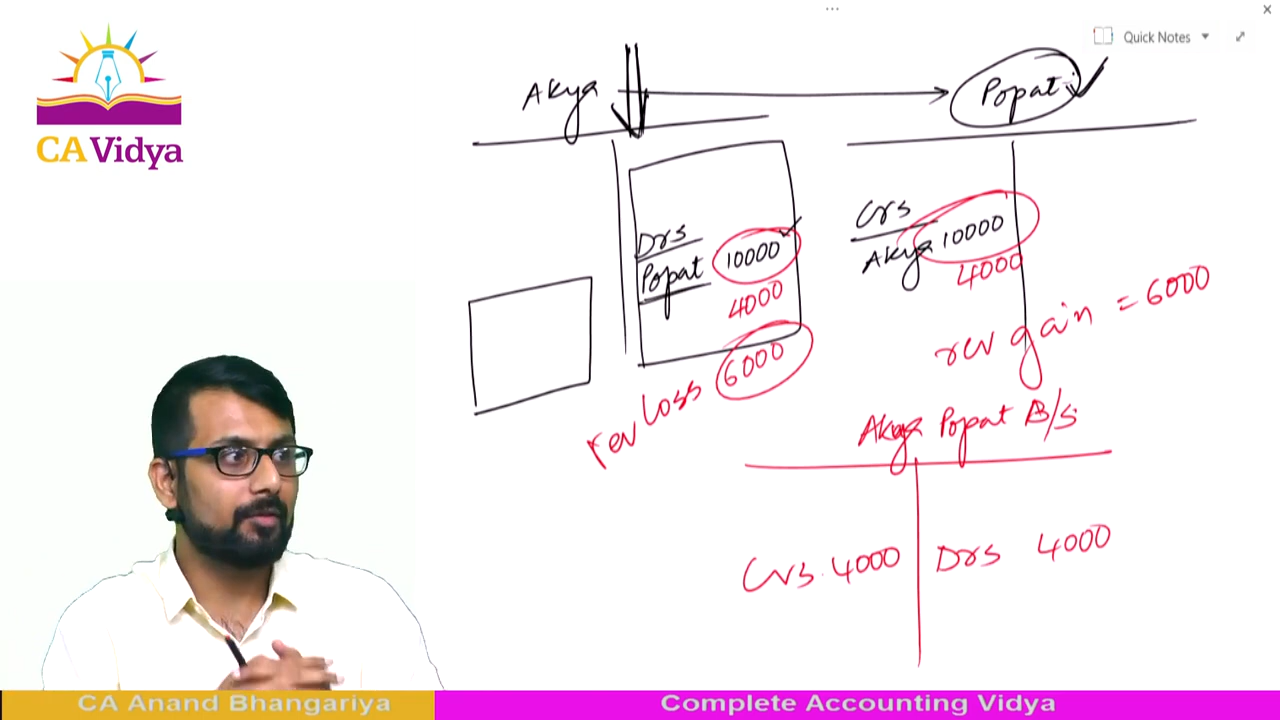 Quick Notes
CA Vidya
Akya
Popat
Drs
Popat 10000
4000
6000
rev loss
Crs
Akya 10000
4000
rev gain = 6000
Akya Popat B/S
Crs. 4000
Drs 4000
CA Anand Bhangariya
Complete Accounting Vidya